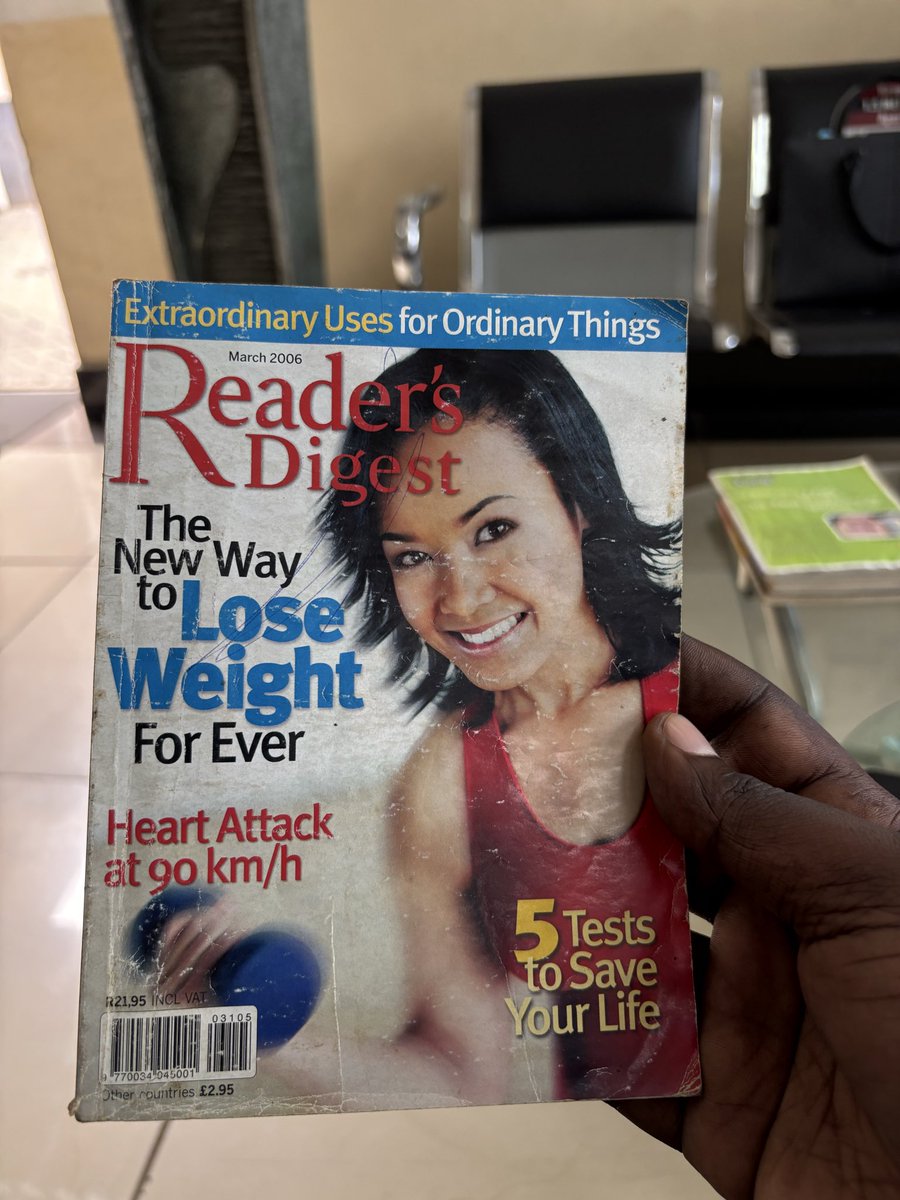 Extraordinary Uses for Ordinary Things
March 2006
Reader's
Digest
The
New Way
to Lose
Weight
For Ever
Heart Attack
at 90 km/h
5 Tests
to Save
Your Life
R21,95 INCL VAT
03105
9 770034 045001
Other countries £2.95